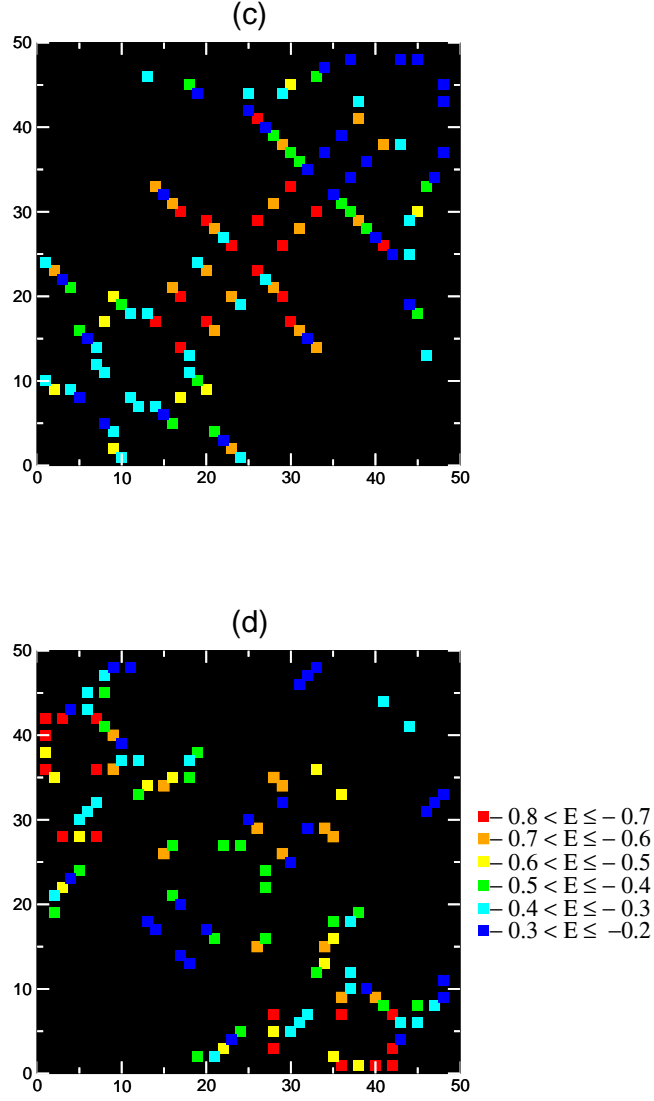 (c)
50
40
30
20
10
0
0 10 20 30 40 50
(d)
50
40
30
20
10
0
0 10 20 30 40 50
– 0.8 < E ≤ – 0.7
– 0.7 < E ≤ – 0.6
– 0.6 < E ≤ – 0.5
– 0.5 < E ≤ – 0.4
– 0.4 < E ≤ – 0.3
– 0.3 < E ≤ –0.2